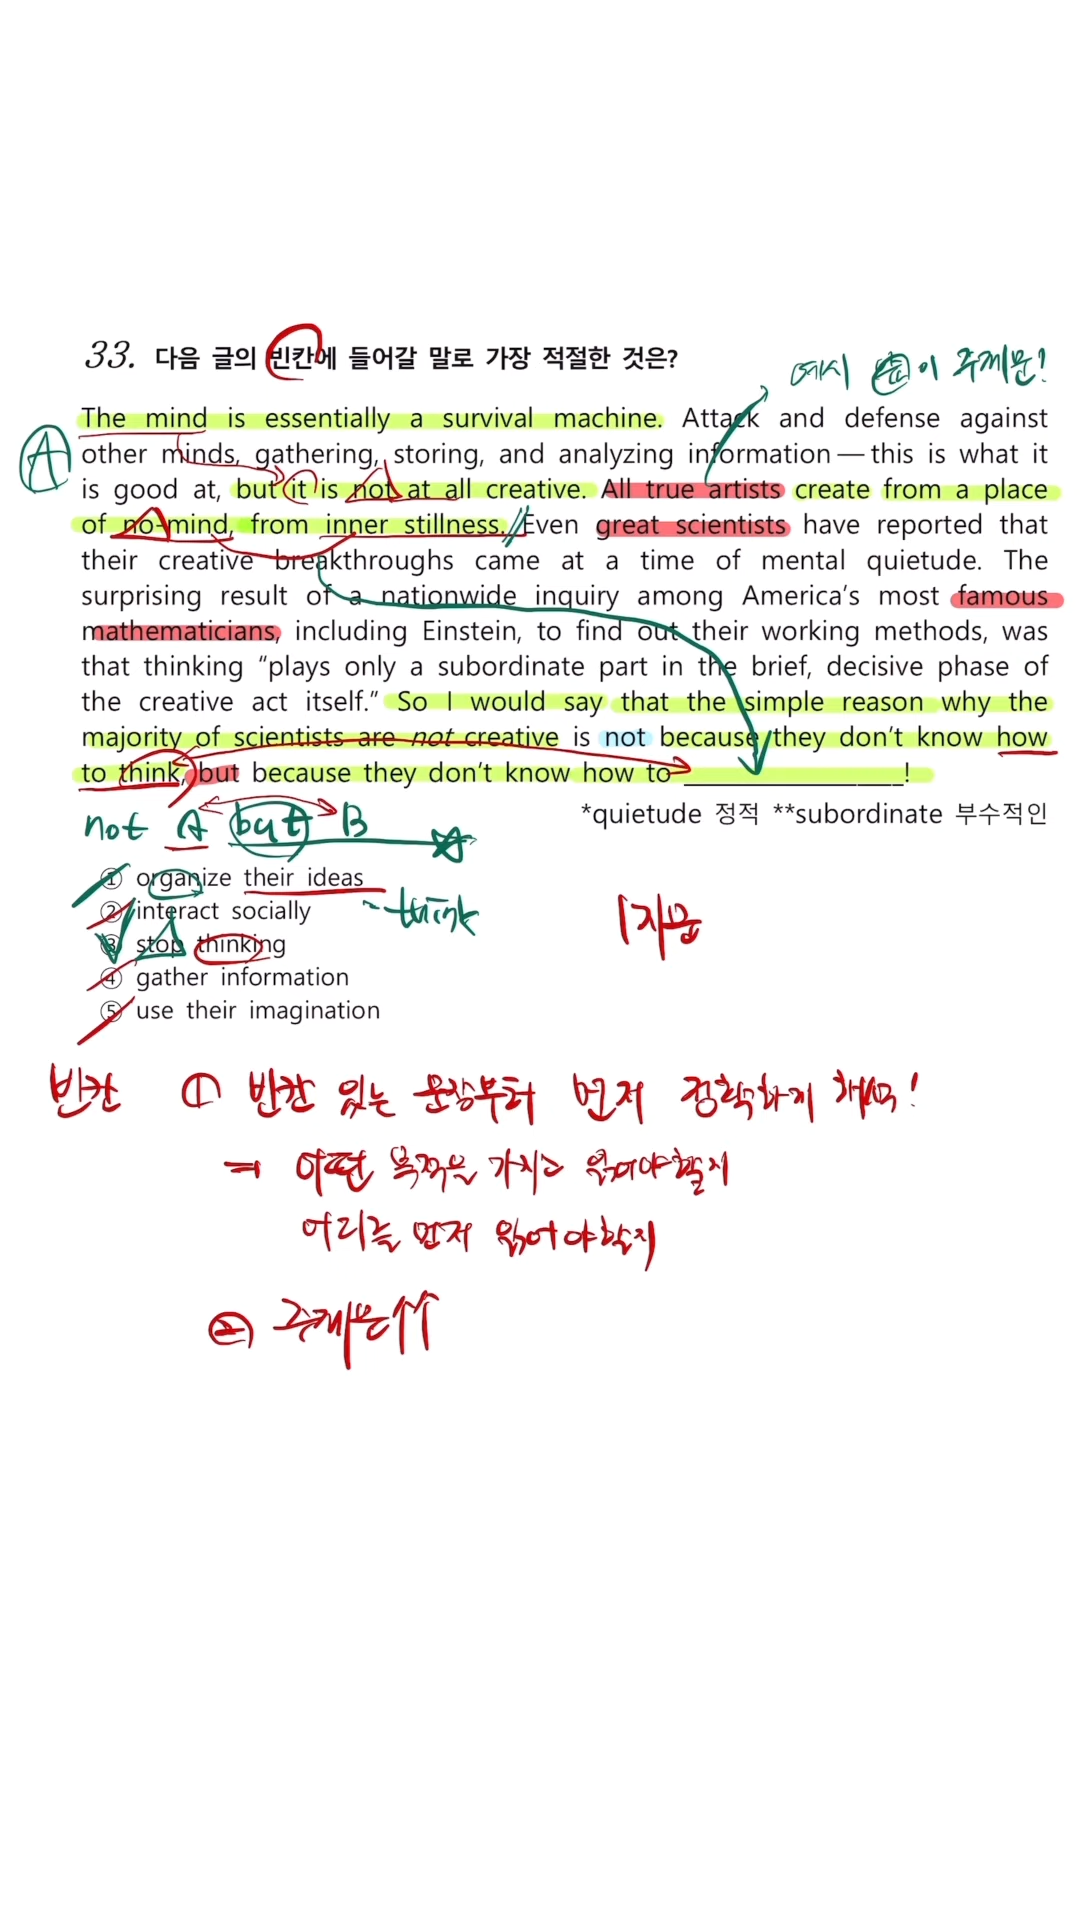 33. 다음 글의 빈칸에 들어갈 말로 가장 적절한 것은?
예시 앞이 주제문!
A
The mind is essentially a survival machine. Attack and defense against
other minds, gathering, storing, and analyzing information — this is what it
is good at, but it is not at all creative. All true artists create from a place
of no-mind, from inner stillness. Even great scientists have reported that
their creative breakthroughs came at a time of mental quietude. The
surprising result of a nationwide inquiry among America's most famous
mathematicians, including Einstein, to find out their working methods, was
that thinking “plays only a subordinate part in the brief, decisive phase of
the creative act itself.” So I would say that the simple reason why the
majority of scientists are not creative is not because they don't know how
to think, but because they don't know how to ____________!
*quietude 정적 **subordinate 부수적인
not A but B
① organize their ideas
② interact socially
~think
1지문
③ stop thinking
④ gather information
⑤ use their imagination
빈칸 ① 빈칸 있는 문장부터 먼저 정확하게 해석!
⇒ 어떤 목적을 가지고 읽어야할지
어디를 먼저 읽어야할지
② 주제문↑↑